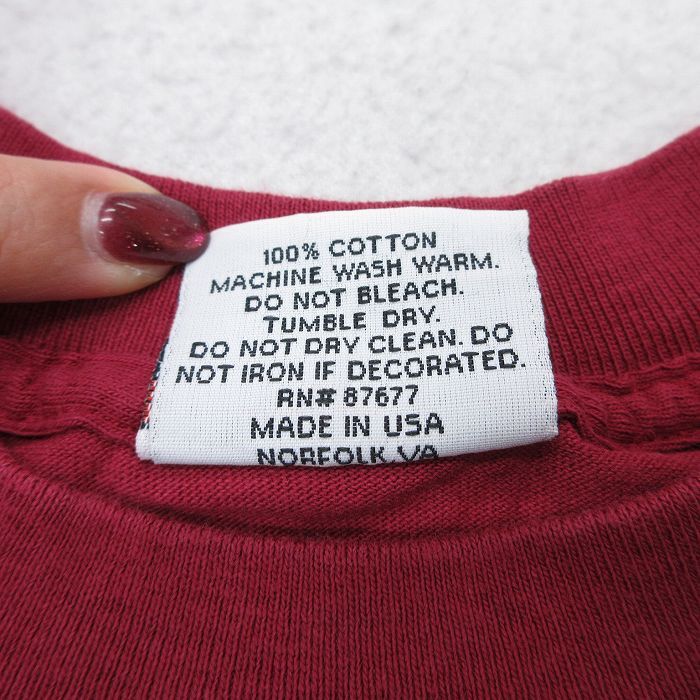 100% COTTON
MACHINE WASH WARM.
DO NOT BLEACH.
TUMBLE DRY.
DO NOT DRY CLEAN. DO
NOT IRON IF DECORATED.
RN# 87677
MADE IN USA
NORFOLK, VA